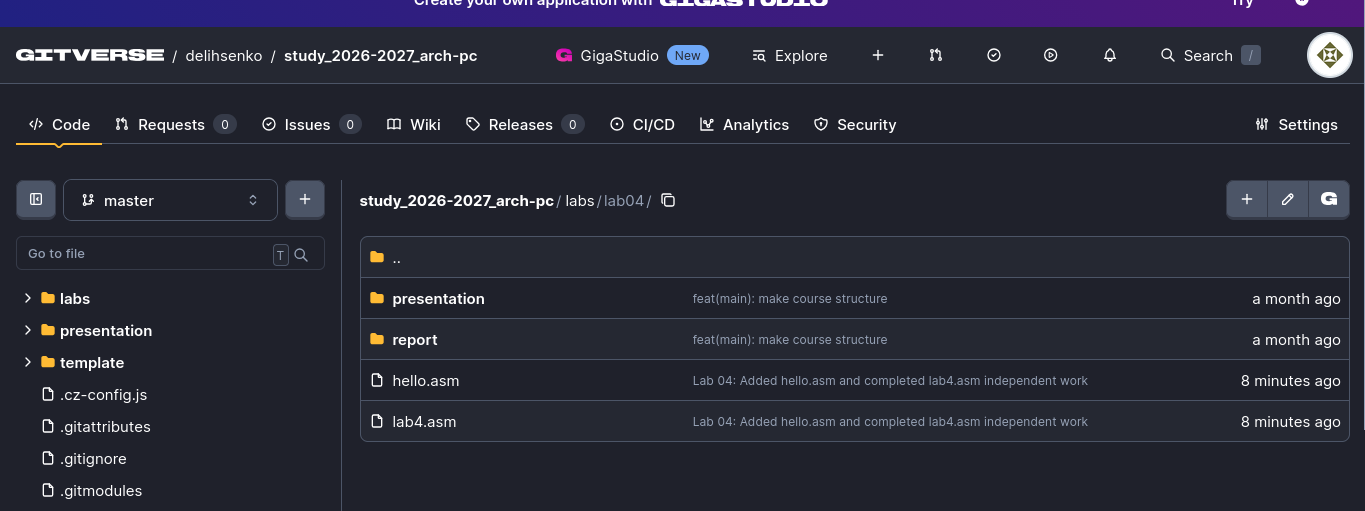 Create your own application with GIGASTUDIO Try
GITVERSE / delihsenko / study_2026-2027_arch-pc GigaStudio New Explore Search /
Code Requests 0 Issues 0 Wiki Releases 0 CI/CD Analytics Security Settings
master
study_2026-2027_arch-pc / labs / lab04 /
Go to file T
..
labs
presentation feat(main): make course structure a month ago
presentation
report feat(main): make course structure a month ago
template
hello.asm Lab 04: Added hello.asm and completed lab4.asm independent work 8 minutes ago
.cz-config.js
lab4.asm Lab 04: Added hello.asm and completed lab4.asm independent work 8 minutes ago
.gitattributes
.gitignore
.gitmodules